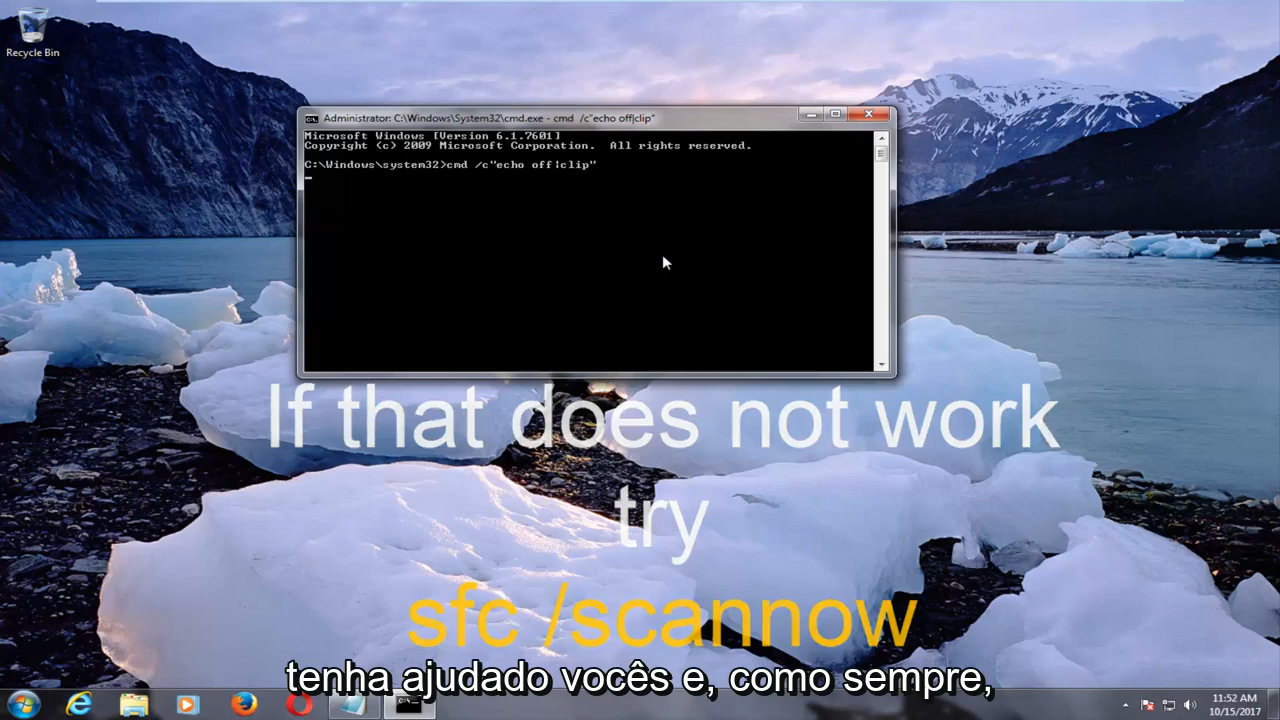 Recycle Bin
Administrator: C:\Windows\System32\cmd.exe - cmd /c"echo off|clip"
Microsoft Windows [Version 6.1.7601]
Copyright (c) 2009 Microsoft Corporation.  All rights reserved.
C:\Windows\system32>cmd /c"echo off|clip"
If that does not work
try
sfc /scannow
tenha ajudado vocês e, como sempre,
11:52 AM
10/15/2017